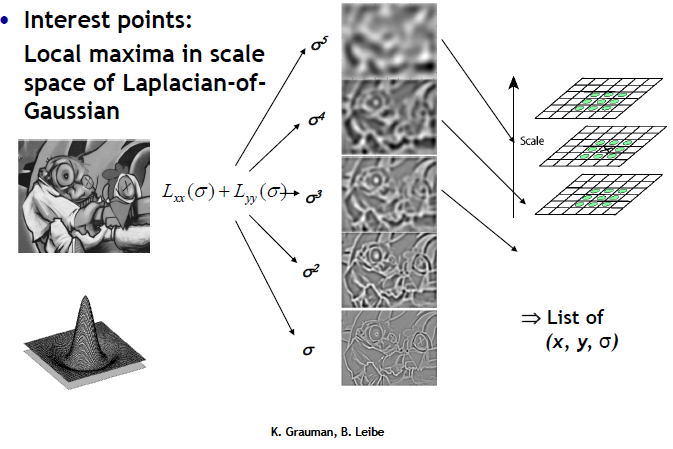 • Interest points:
Local maxima in scale
space of Laplacian-of-
Gaussian
σ⁵
σ⁴
Lxx(σ) + Lyy(σ) → σ³
σ²
σ
Scale
⇒ List of
(x, y, σ)
K. Grauman, B. Leibe